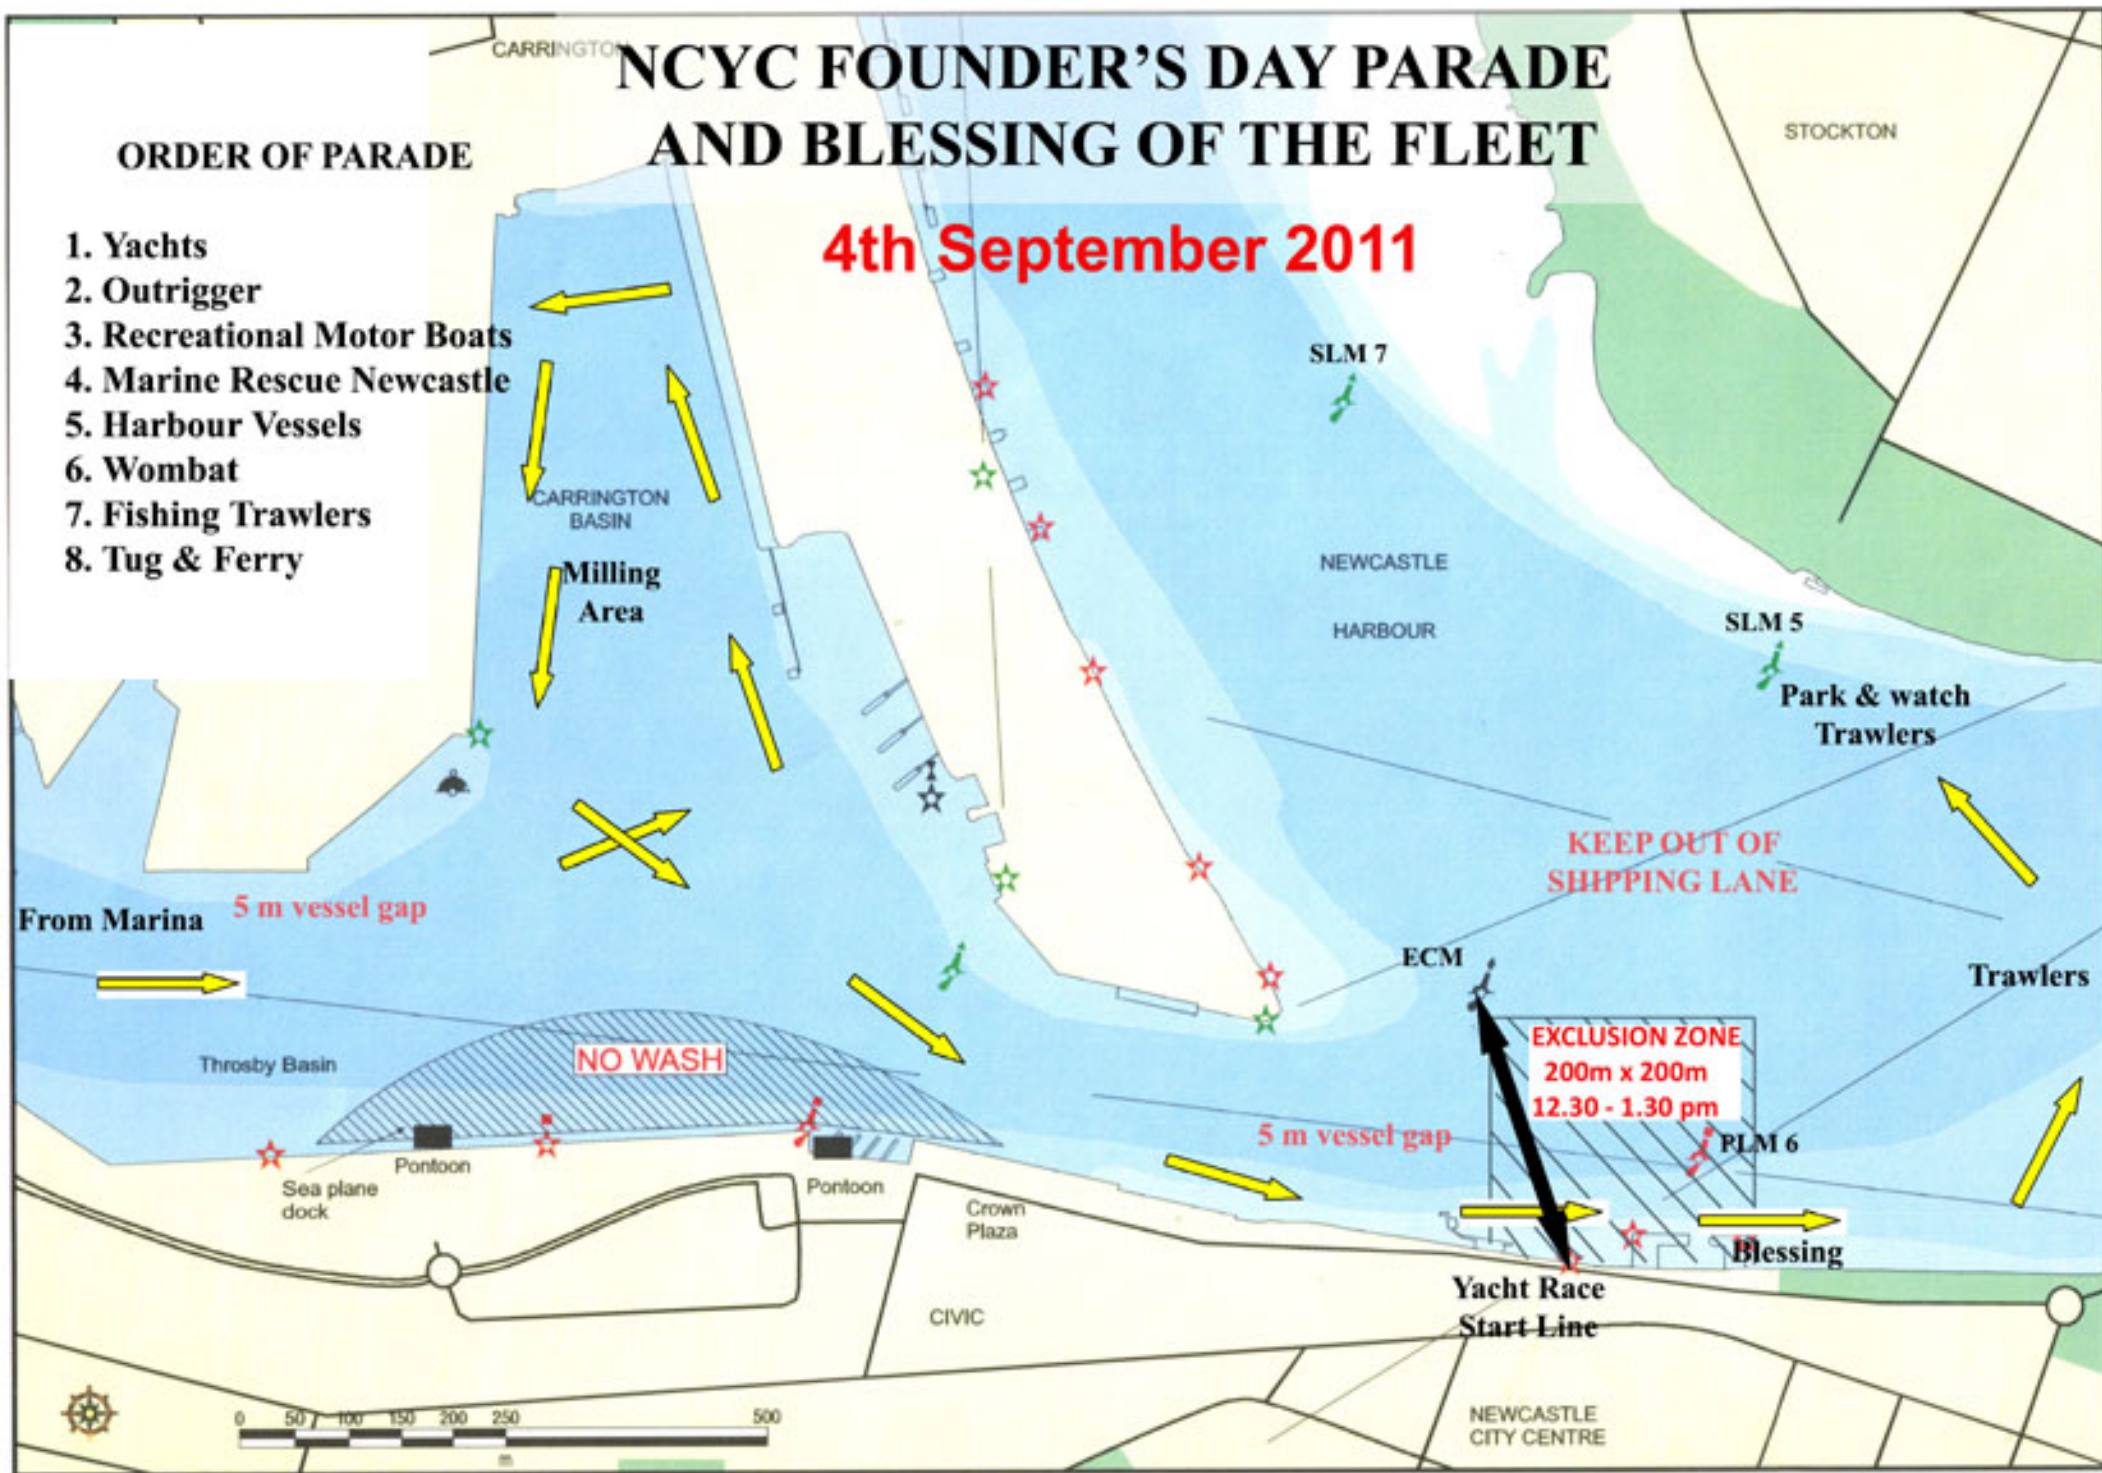 CARRINGTON
NCYC FOUNDER'S DAY PARADE
AND BLESSING OF THE FLEET
4th September 2011
STOCKTON
ORDER OF PARADE
1. Yachts
2. Outrigger
3. Recreational Motor Boats
4. Marine Rescue Newcastle
5. Harbour Vessels
6. Wombat
7. Fishing Trawlers
8. Tug & Ferry
CARRINGTON
BASIN
Milling
Area
SLM 7
NEWCASTLE
HARBOUR
SLM 5
Park & watch
Trawlers
KEEP OUT OF
SHIPPING LANE
From Marina
5 m vessel gap
ECM
Trawlers
EXCLUSION ZONE
200m x 200m
12.30 - 1.30 pm
Throsby Basin
NO WASH
5 m vessel gap
PLM 6
Pontoon
Sea plane
dock
Pontoon
Crown
Plaza
Blessing
Yacht Race
Start Line
CIVIC
NEWCASTLE
CITY CENTRE
0 50 100 150 200 250 500
m